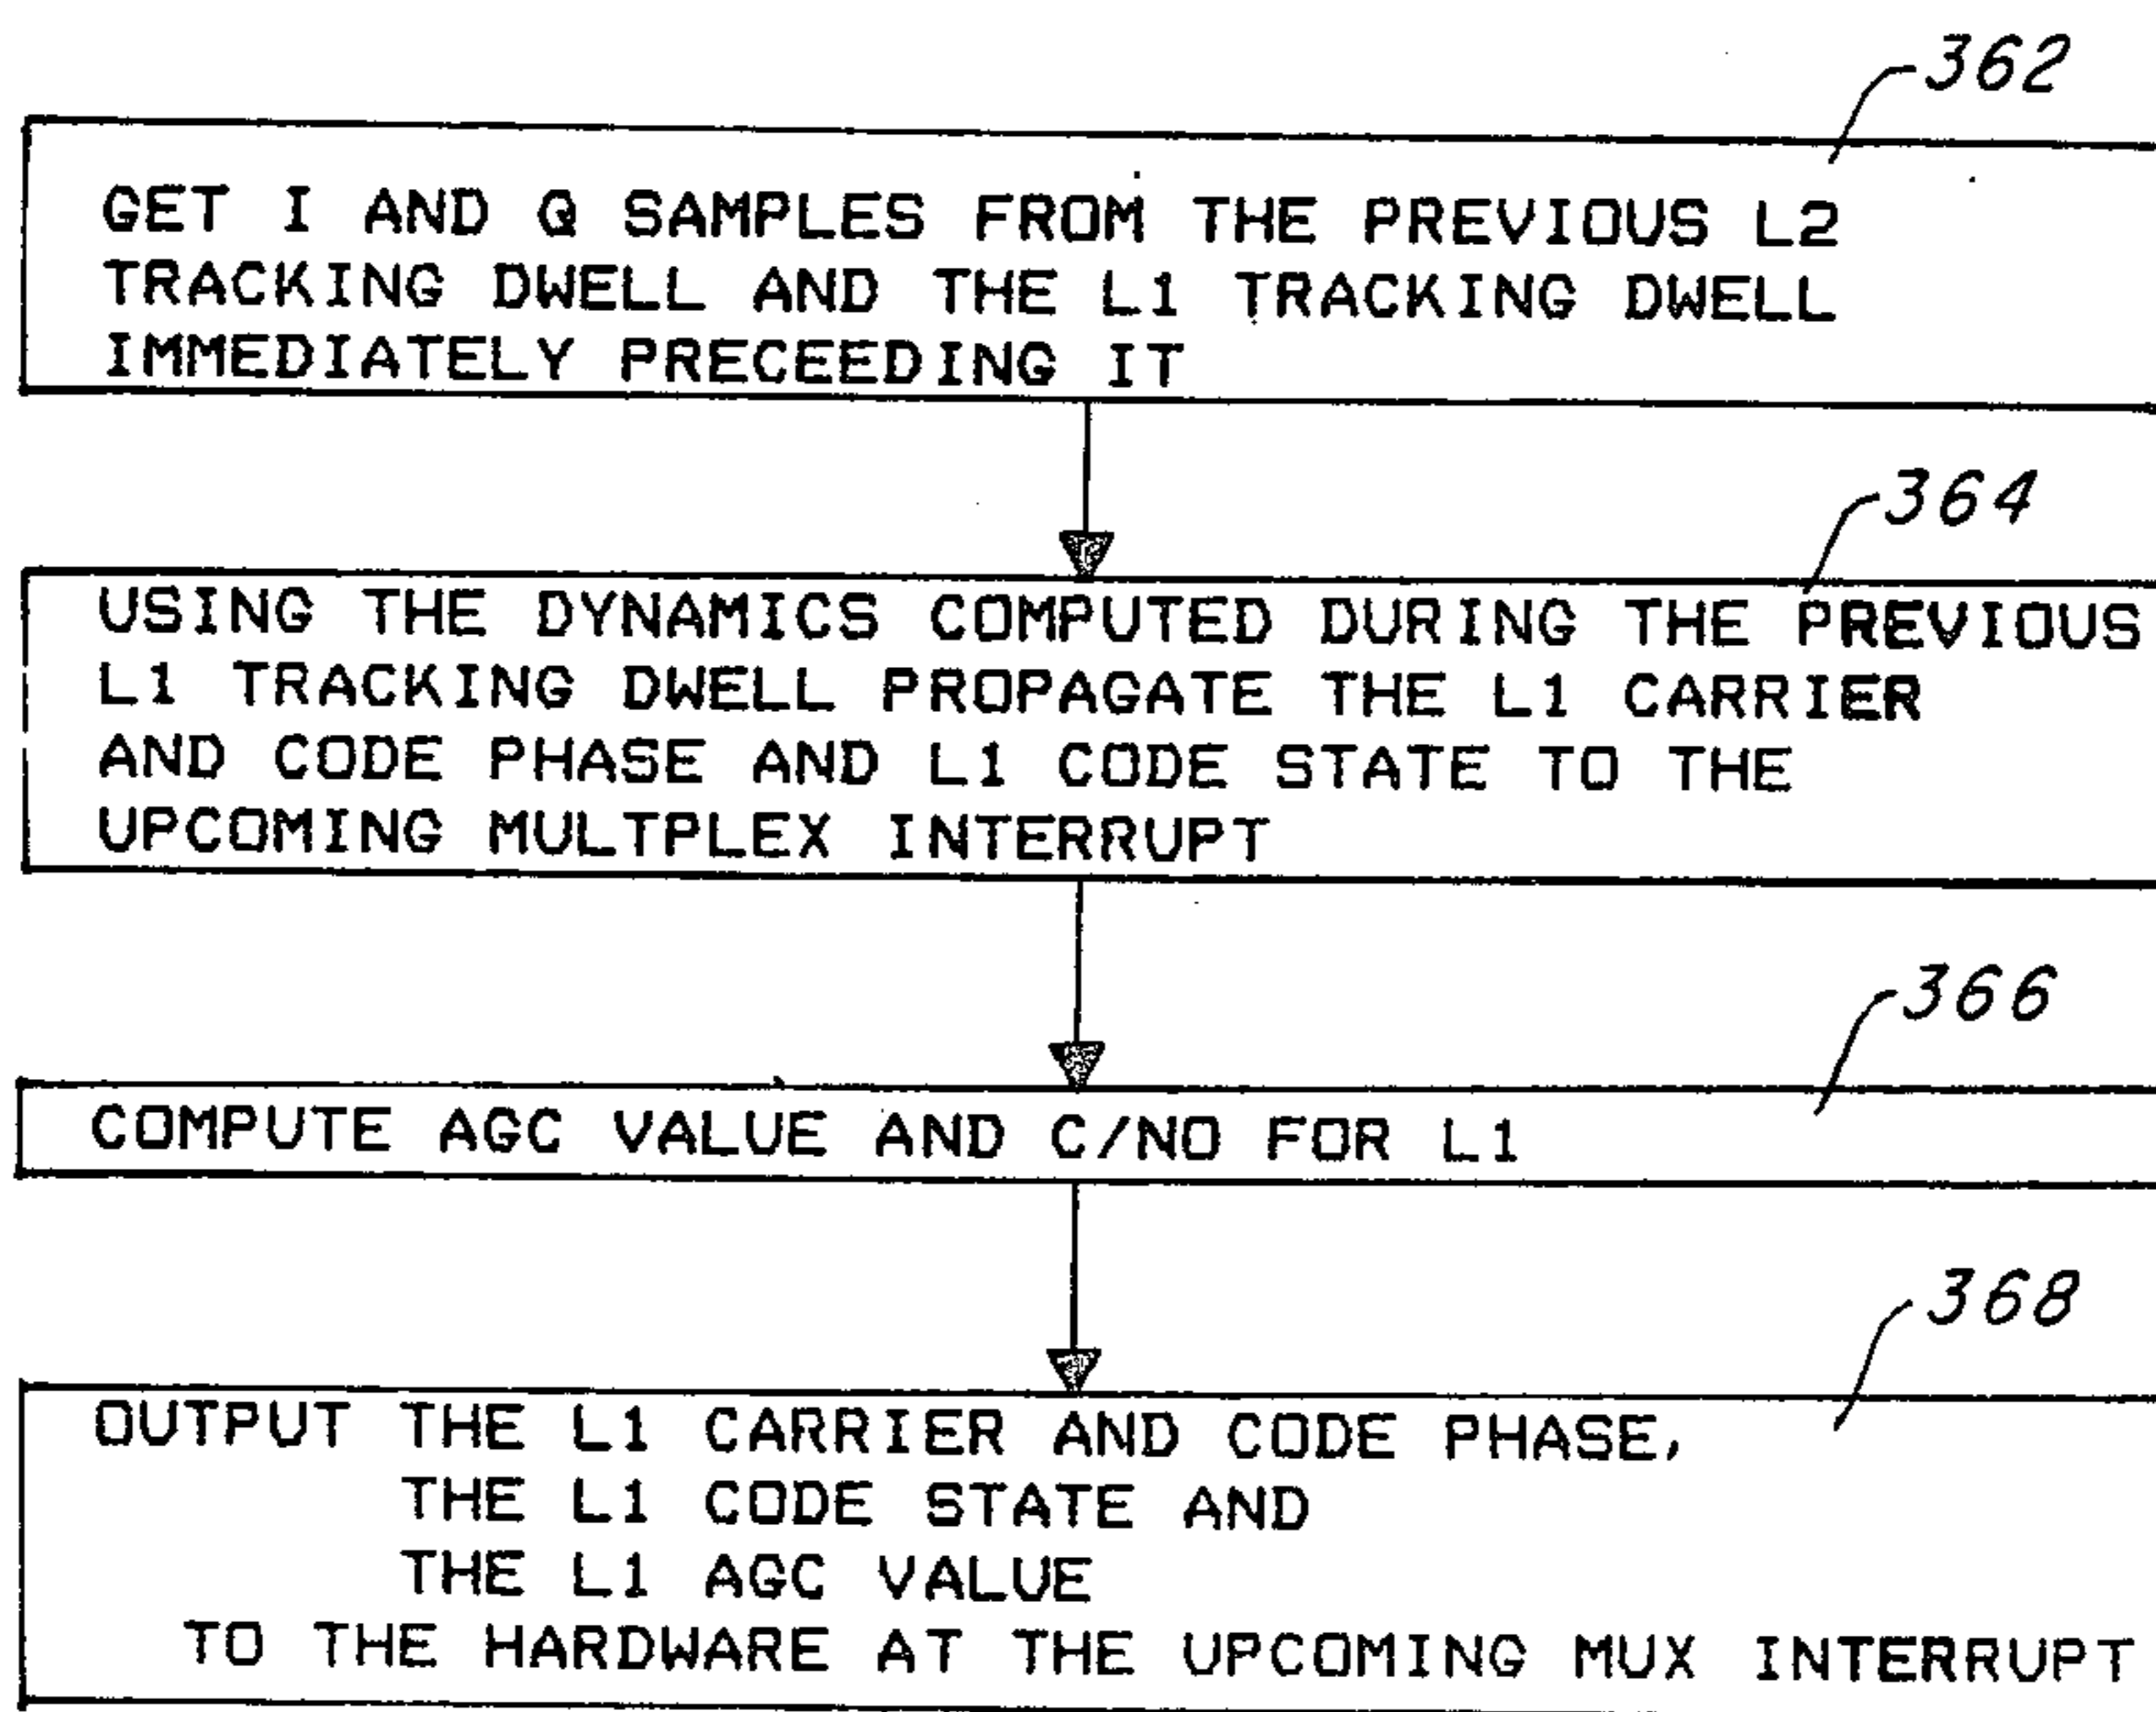 362
GET I AND Q SAMPLES FROM THE PREVIOUS L2
TRACKING DWELL AND THE L1 TRACKING DWELL
IMMEDIATELY PRECEEDING IT
364
USING THE DYNAMICS COMPUTED DURING THE PREVIOUS
L1 TRACKING DWELL PROPAGATE THE L1 CARRIER
AND CODE PHASE AND L1 CODE STATE TO THE
UPCOMING MULTPLEX INTERRUPT
366
COMPUTE AGC VALUE AND C/NO FOR L1
368
OUTPUT THE L1 CARRIER AND CODE PHASE,
THE L1 CODE STATE AND
THE L1 AGC VALUE
TO THE HARDWARE AT THE UPCOMING MUX INTERRUPT